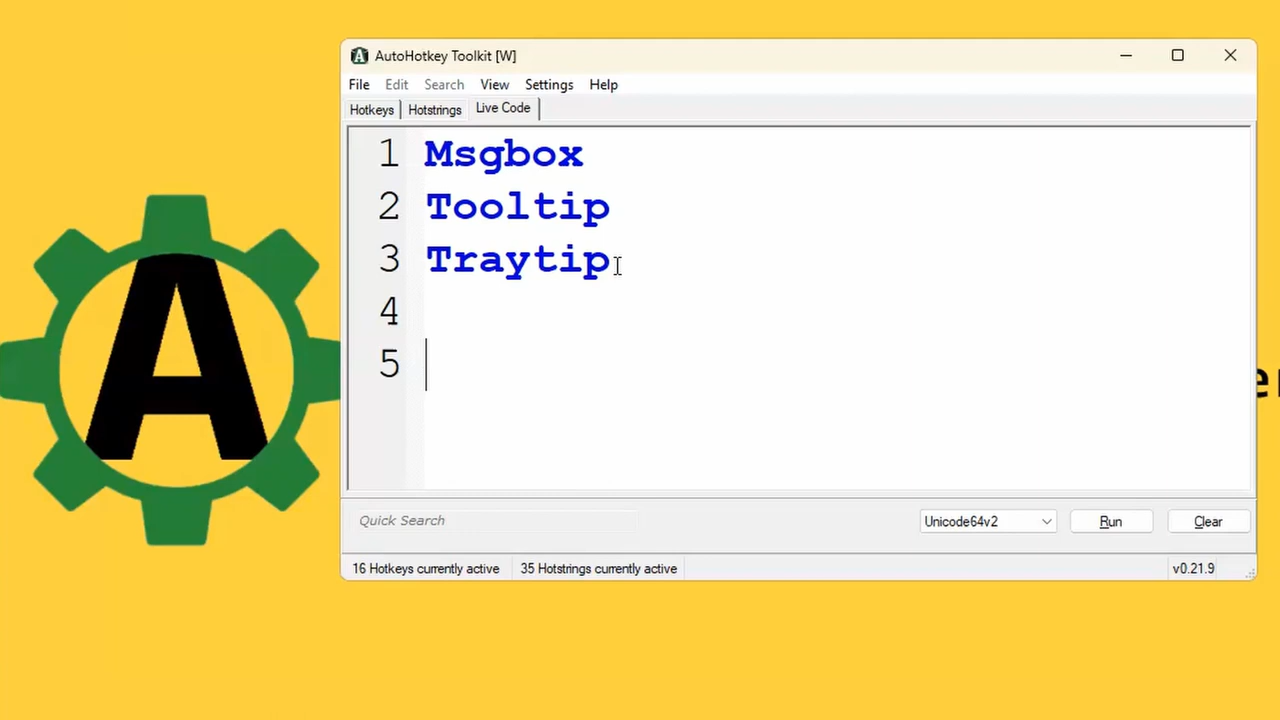 A
AutoHotkey Toolkit [W]
File Edit Search View Settings Help
Hotkeys Hotstrings Live Code
1 Msgbox
2 Tooltip
3 Traytip
4
5
Quick Search
Unicode64v2 Run Clear
16 Hotkeys currently active 35 Hotstrings currently active v0.21.9